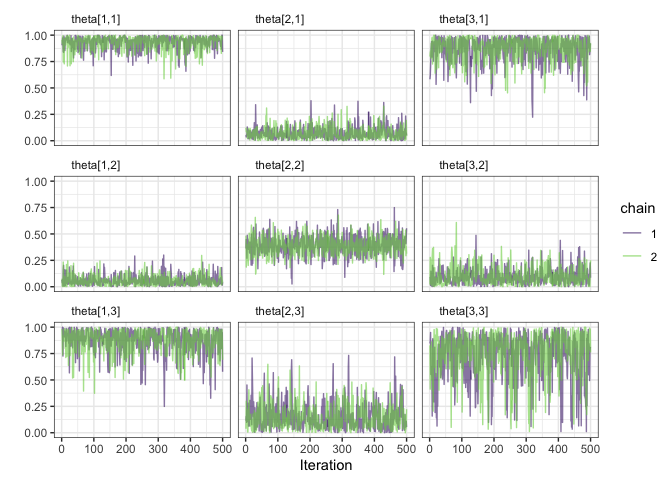 theta[1,1] theta[2,1] theta[3,1]
1.00
0.75
0.50
0.25
0.00
theta[1,2] theta[2,2] theta[3,2]
1.00
0.75
0.50
0.25
0.00
theta[1,3] theta[2,3] theta[3,3]
1.00
0.75
0.50
0.25
0.00
0 100 200 300 400 500 0 100 200 300 400 500 0 100 200 300 400 500
Iteration
chain
1
2